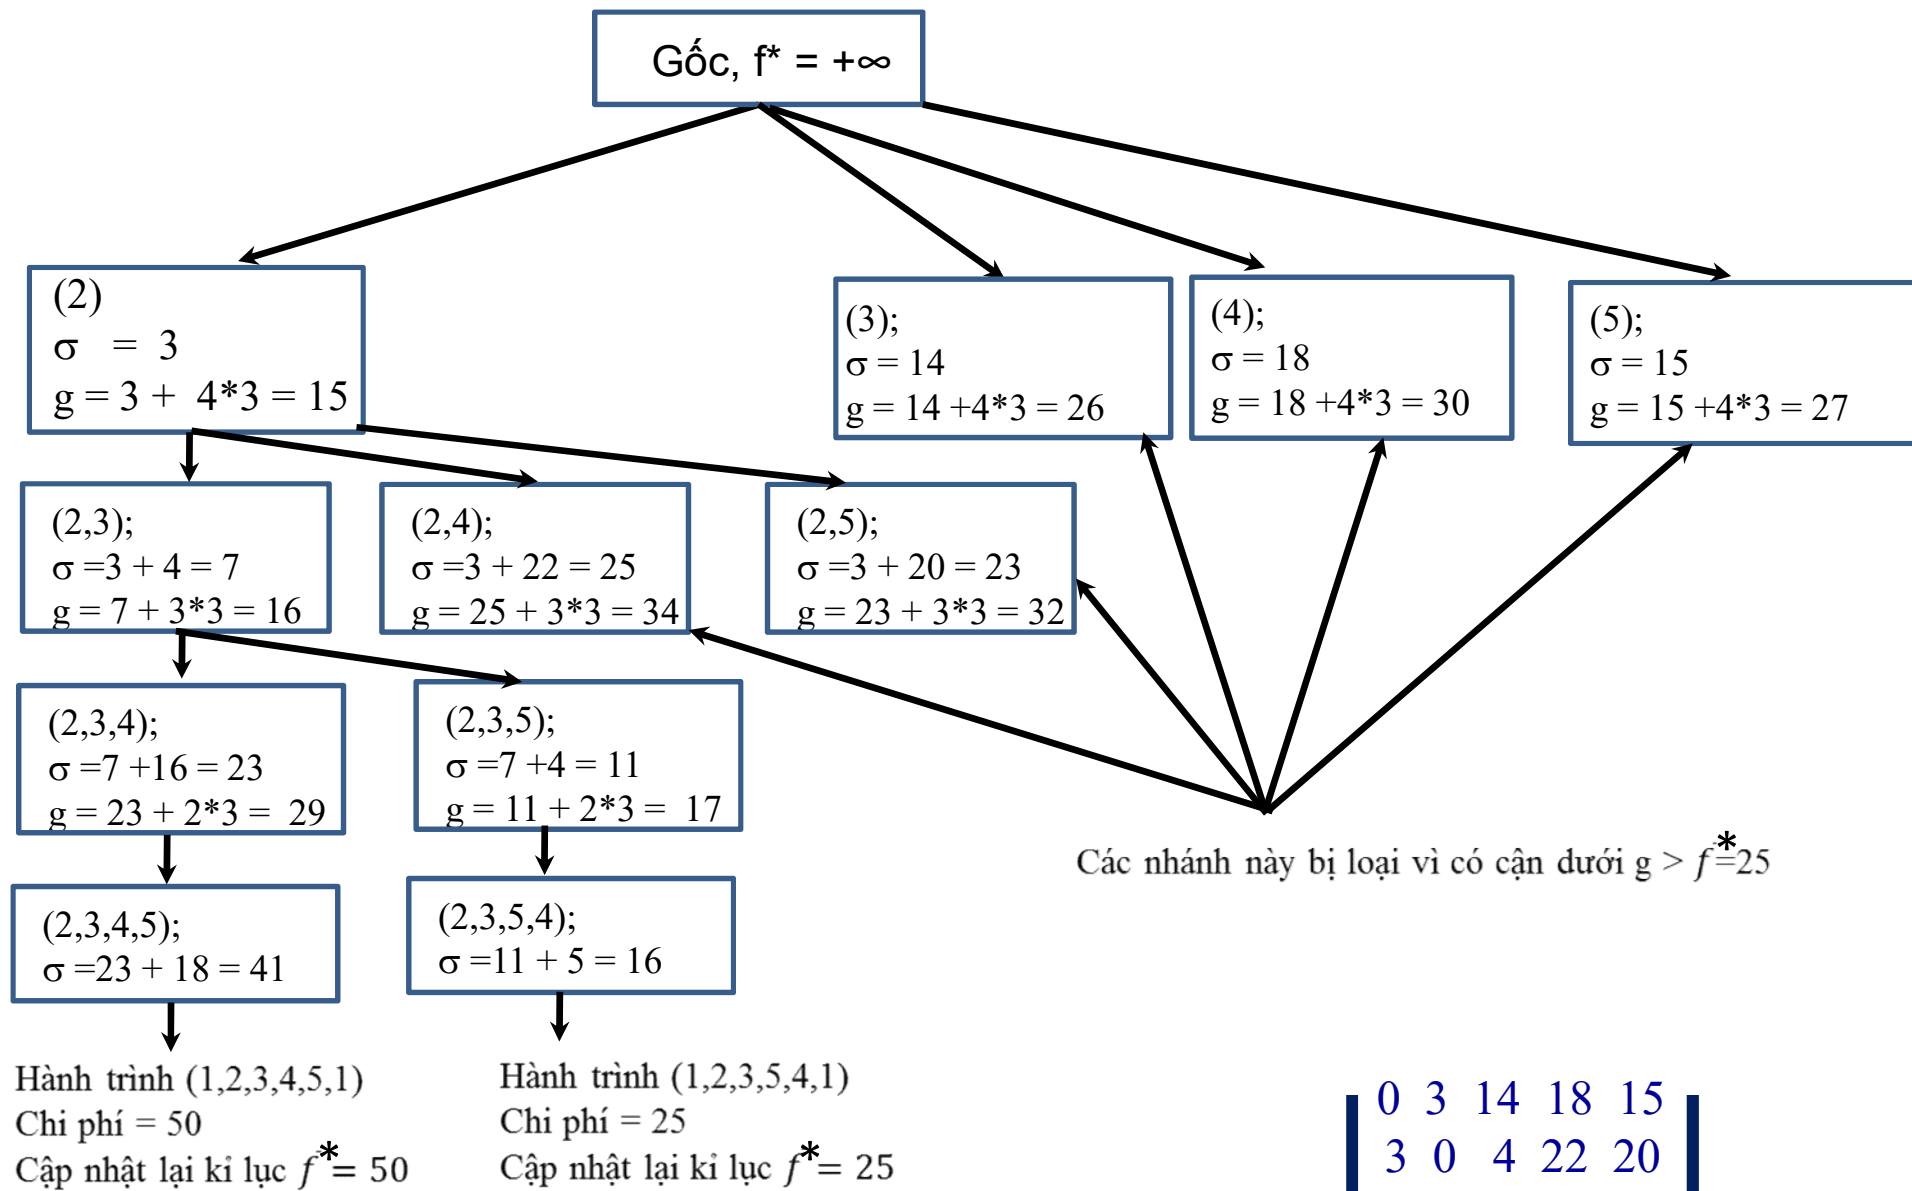 Gốc, f* = +∞
(2)
σ = 3
g = 3 + 4*3 = 15
(3);
σ = 14
g = 14 +4*3 = 26
(4);
σ = 18
g = 18 +4*3 = 30
(5);
σ = 15
g = 15 +4*3 = 27
(2,3);
σ =3 + 4 = 7
g = 7 + 3*3 = 16
(2,4);
σ =3 + 22 = 25
g = 25 + 3*3 = 34
(2,5);
σ =3 + 20 = 23
g = 23 + 3*3 = 32
(2,3,4);
σ =7 +16 = 23
g = 23 + 2*3 = 29
(2,3,5);
σ =7 +4 = 11
g = 11 + 2*3 = 17
Các nhánh này bị loại vì có cận dưới g > f*=25
(2,3,4,5);
σ =23 + 18 = 41
(2,3,5,4);
σ =11 + 5 = 16
Hành trình (1,2,3,4,5,1)
Chi phí = 50
Cập nhật lại kỉ lục f*= 50
Hành trình (1,2,3,5,4,1)
Chi phí = 25
Cập nhật lại kỉ lục f*= 25
0 3 14 18 15
3 0 4 22 20